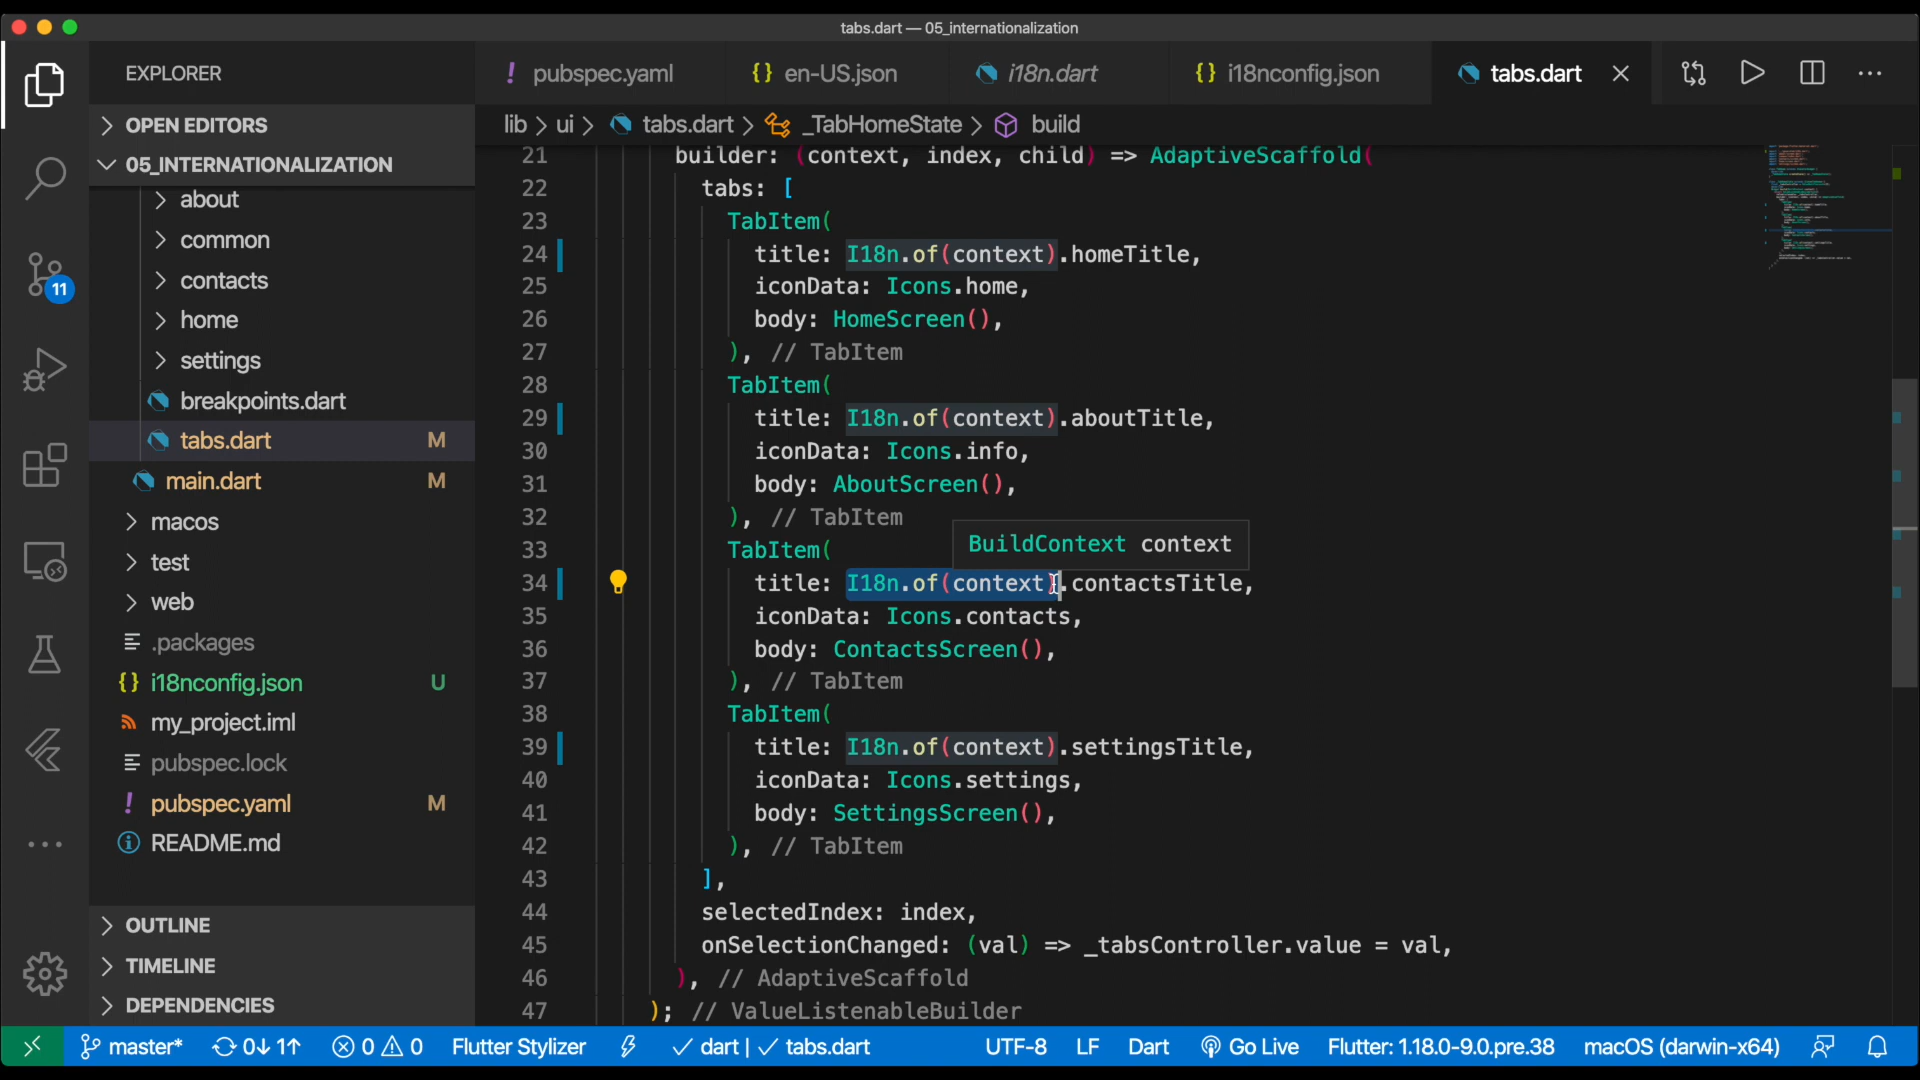 tabs.dart — 05_internationalization
EXPLORER
! pubspec.yaml
{} en-US.json
i18n.dart
{} i18nconfig.json
tabs.dart
OPEN EDITORS
05_INTERNATIONALIZATION
about
common
contacts
home
settings
breakpoints.dart
tabs.dart M
main.dart M
macos
test
web
.packages
{} i18nconfig.json U
my_project.iml
pubspec.lock
! pubspec.yaml M
README.md
OUTLINE
TIMELINE
DEPENDENCIES
11
lib > ui > tabs.dart > _TabHomeState > build
21 builder: (context, index, child) => AdaptiveScaffold(
22 tabs: [
23 TabItem(
24 title: I18n.of(context).homeTitle,
25 iconData: Icons.home,
26 body: HomeScreen(),
27 ), // TabItem
28 TabItem(
29 title: I18n.of(context).aboutTitle,
30 iconData: Icons.info,
31 body: AboutScreen(),
32 ), // TabItem
BuildContext context
33 TabItem(
34 title: I18n.of(context).contactsTitle,
35 iconData: Icons.contacts,
36 body: ContactsScreen(),
37 ), // TabItem
38 TabItem(
39 title: I18n.of(context).settingsTitle,
40 iconData: Icons.settings,
41 body: SettingsScreen(),
42 ), // TabItem
43 ],
44 selectedIndex: index,
45 onSelectionChanged: (val) => _tabsController.value = val,
46 ), // AdaptiveScaffold
47 ); // ValueListenableBuilder
master* 0↓ 1↑ 0 0 Flutter Stylizer ✓ dart | ✓ tabs.dart UTF-8 LF Dart Go Live Flutter: 1.18.0-9.0.pre.38 macOS (darwin-x64)